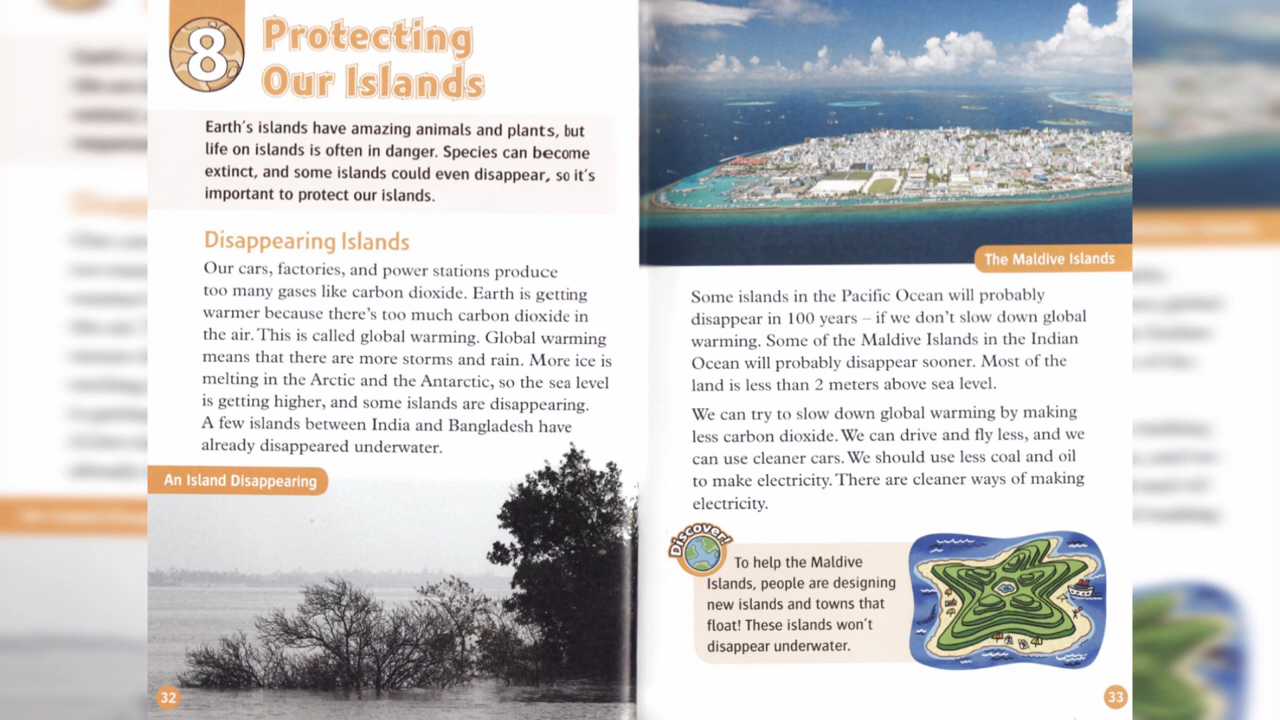 8
Protecting
Our Islands
Earth's islands have amazing animals and plants, but
life on islands is often in danger. Species can become
extinct, and some islands could even disappear, so it's
important to protect our islands.
Disappearing Islands
Our cars, factories, and power stations produce
too many gases like carbon dioxide. Earth is getting
warmer because there's too much carbon dioxide in
the air. This is called global warming. Global warming
means that there are more storms and rain. More ice is
melting in the Arctic and the Antarctic, so the sea level
is getting higher, and some islands are disappearing.
A few islands between India and Bangladesh have
already disappeared underwater.
An Island Disappearing
32
The Maldive Islands
Some islands in the Pacific Ocean will probably
disappear in 100 years – if we don't slow down global
warming. Some of the Maldive Islands in the Indian
Ocean will probably disappear sooner. Most of the
land is less than 2 meters above sea level.
We can try to slow down global warming by making
less carbon dioxide. We can drive and fly less, and we
can use cleaner cars. We should use less coal and oil
to make electricity. There are cleaner ways of making
electricity.
Discover!
To help the Maldive
Islands, people are designing
new islands and towns that
float! These islands won't
disappear underwater.
33